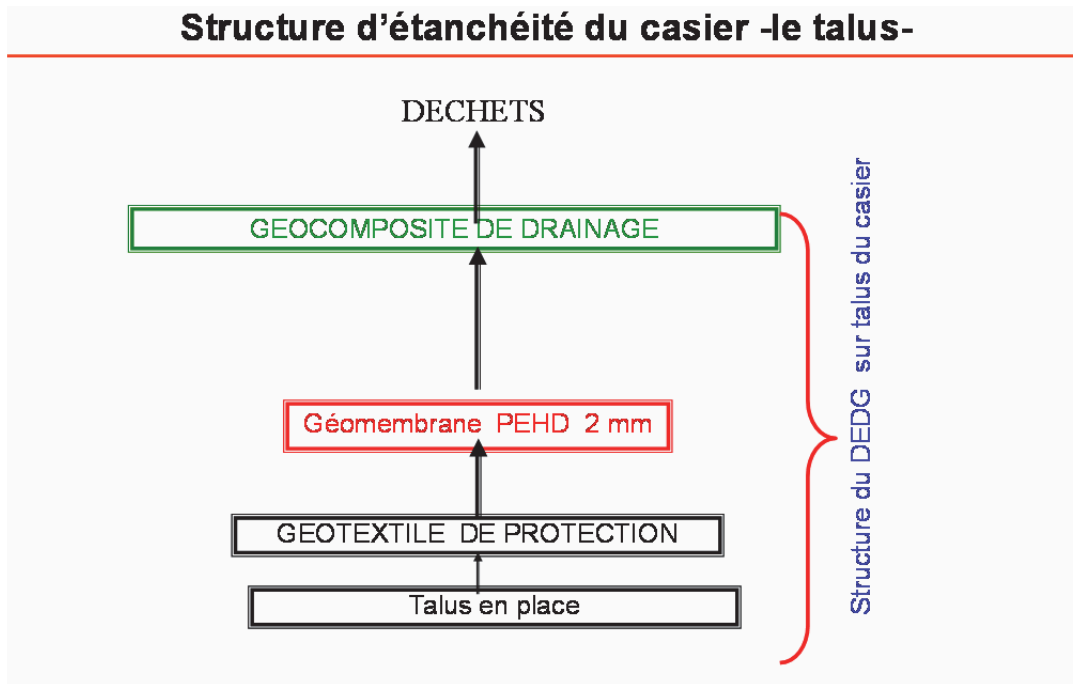 Structure d'étanchéité du casier -le talus-
DECHETS
GEOCOMPOSITE DE DRAINAGE
Géomembrane PEHD 2 mm
GEOTEXTILE DE PROTECTION
Talus en place
Structure du DEDG sur talus du casier